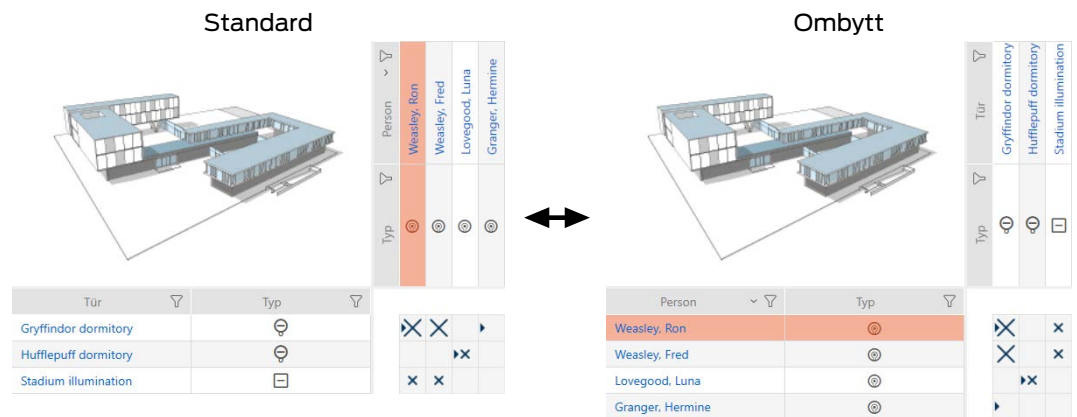 Standard
Ombytt
Person
Weasley, Ron
Weasley, Fred
Lovegood, Luna
Granger, Hermine
Typ
Tür
Typ
Gryffindor dormitory
Hufflepuff dormitory
Stadium illumination
Tür
Gryffindor dormitory
Hufflepuff dormitory
Stadium illumination
Typ
Person
Typ
Weasley, Ron
Weasley, Fred
Lovegood, Luna
Granger, Hermine